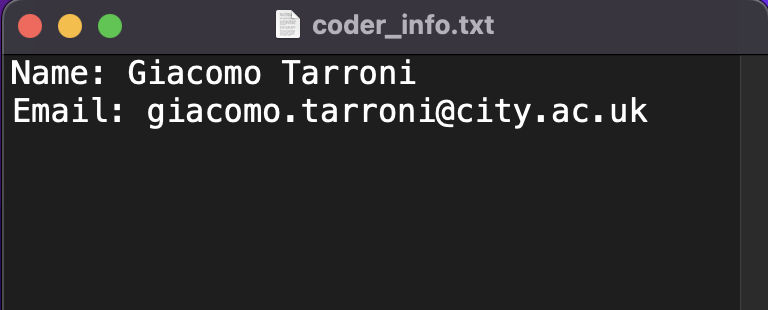 coder_info.txt
Name: Giacomo Tarroni
Email: giacomo.tarroni@city.ac.uk